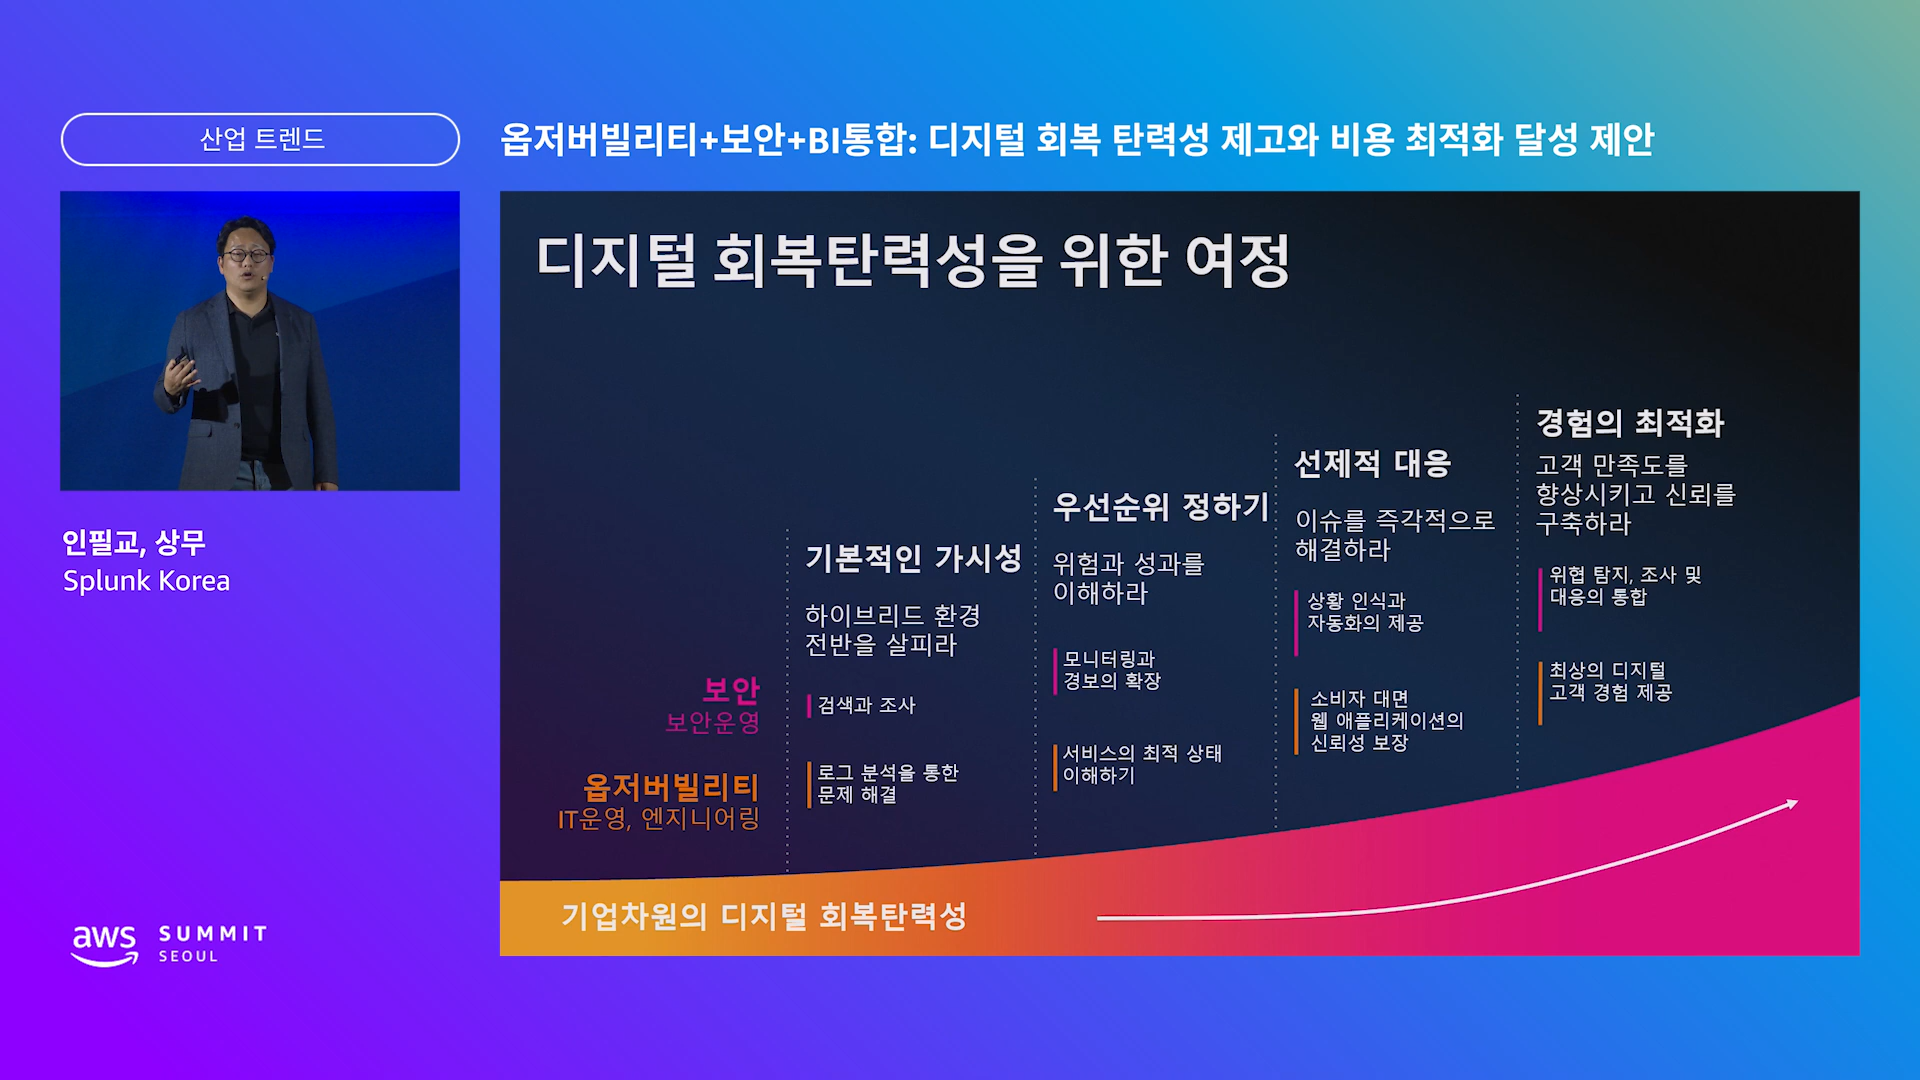 산업 트렌드
옵저버빌리티+보안+BI통합: 디지털 회복 탄력성 제고와 비용 최적화 달성 제안
인필교, 상무
Splunk Korea
디지털 회복탄력성을 위한 여정
보안
보안운영
옵저버빌리티
IT운영, 엔지니어링
기본적인 가시성
하이브리드 환경
전반을 살피라
검색과 조사
로그 분석을 통한
문제 해결
우선순위 정하기
위험과 성과를
이해하라
모니터링과
경보의 확장
서비스의 최적 상태
이해하기
선제적 대응
이슈를 즉각적으로
해결하라
상황 인식과
자동화의 제공
소비자 대면
웹 애플리케이션의
신뢰성 보장
경험의 최적화
고객 만족도를
향상시키고 신뢰를
구축하라
위협 탐지, 조사 및
대응의 통합
최상의 디지털
고객 경험 제공
기업차원의 디지털 회복탄력성
aws SUMMIT
SEOUL